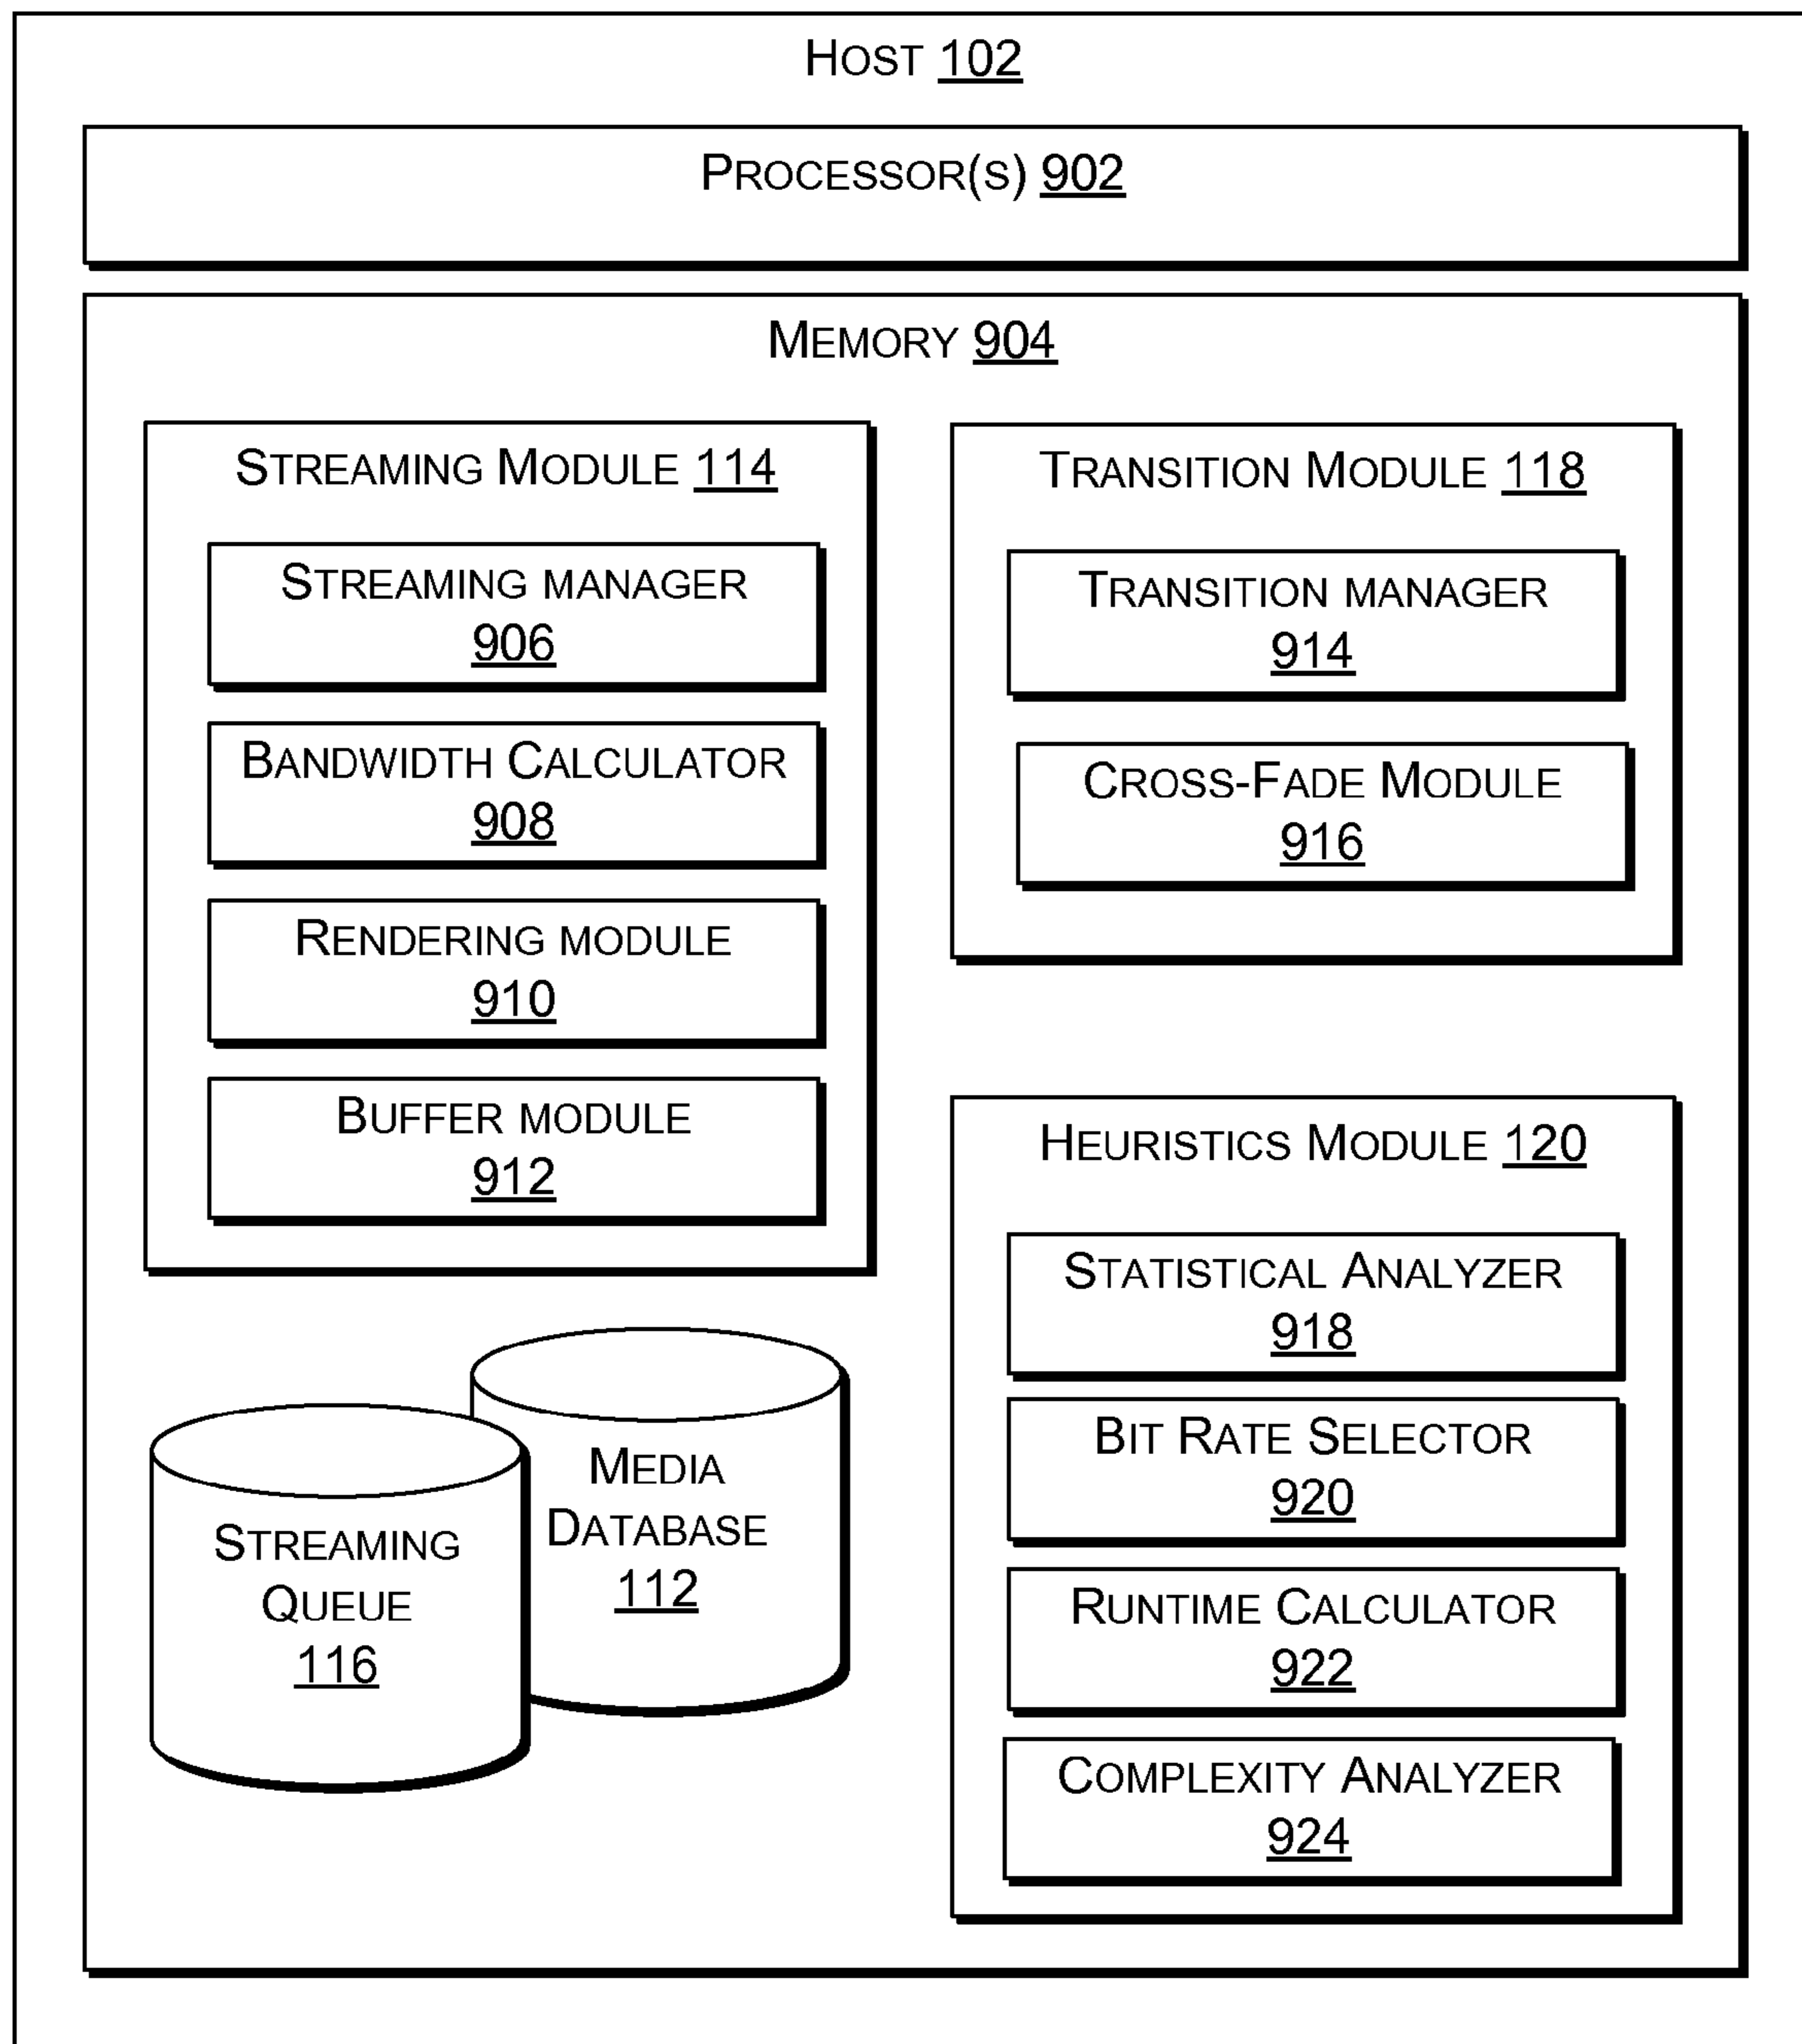 HOST 102
PROCESSOR(S) 902
MEMORY 904
STREAMING MODULE 114
STREAMING MANAGER
906
BANDWIDTH CALCULATOR
908
RENDERING MODULE
910
BUFFER MODULE
912
TRANSITION MODULE 118
TRANSITION MANAGER
914
CROSS-FADE MODULE
916
HEURISTICS MODULE 120
STATISTICAL ANALYZER
918
BIT RATE SELECTOR
920
RUNTIME CALCULATOR
922
COMPLEXITY ANALYZER
924
STREAMING
QUEUE
116
MEDIA
DATABASE
112